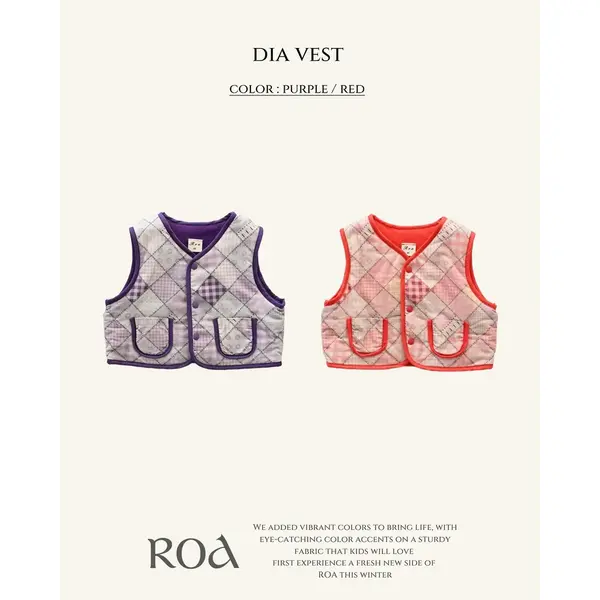 DIA VEST
COLOR : PURPLE / RED
ROA
WE ADDED VIBRANT COLORS TO BRING LIFE, WITH
EYE-CATCHING COLOR ACCENTS ON A STURDY
FABRIC THAT KIDS WILL LOVE
FIRST EXPERIENCE A FRESH NEW SIDE OF
ROA THIS WINTER